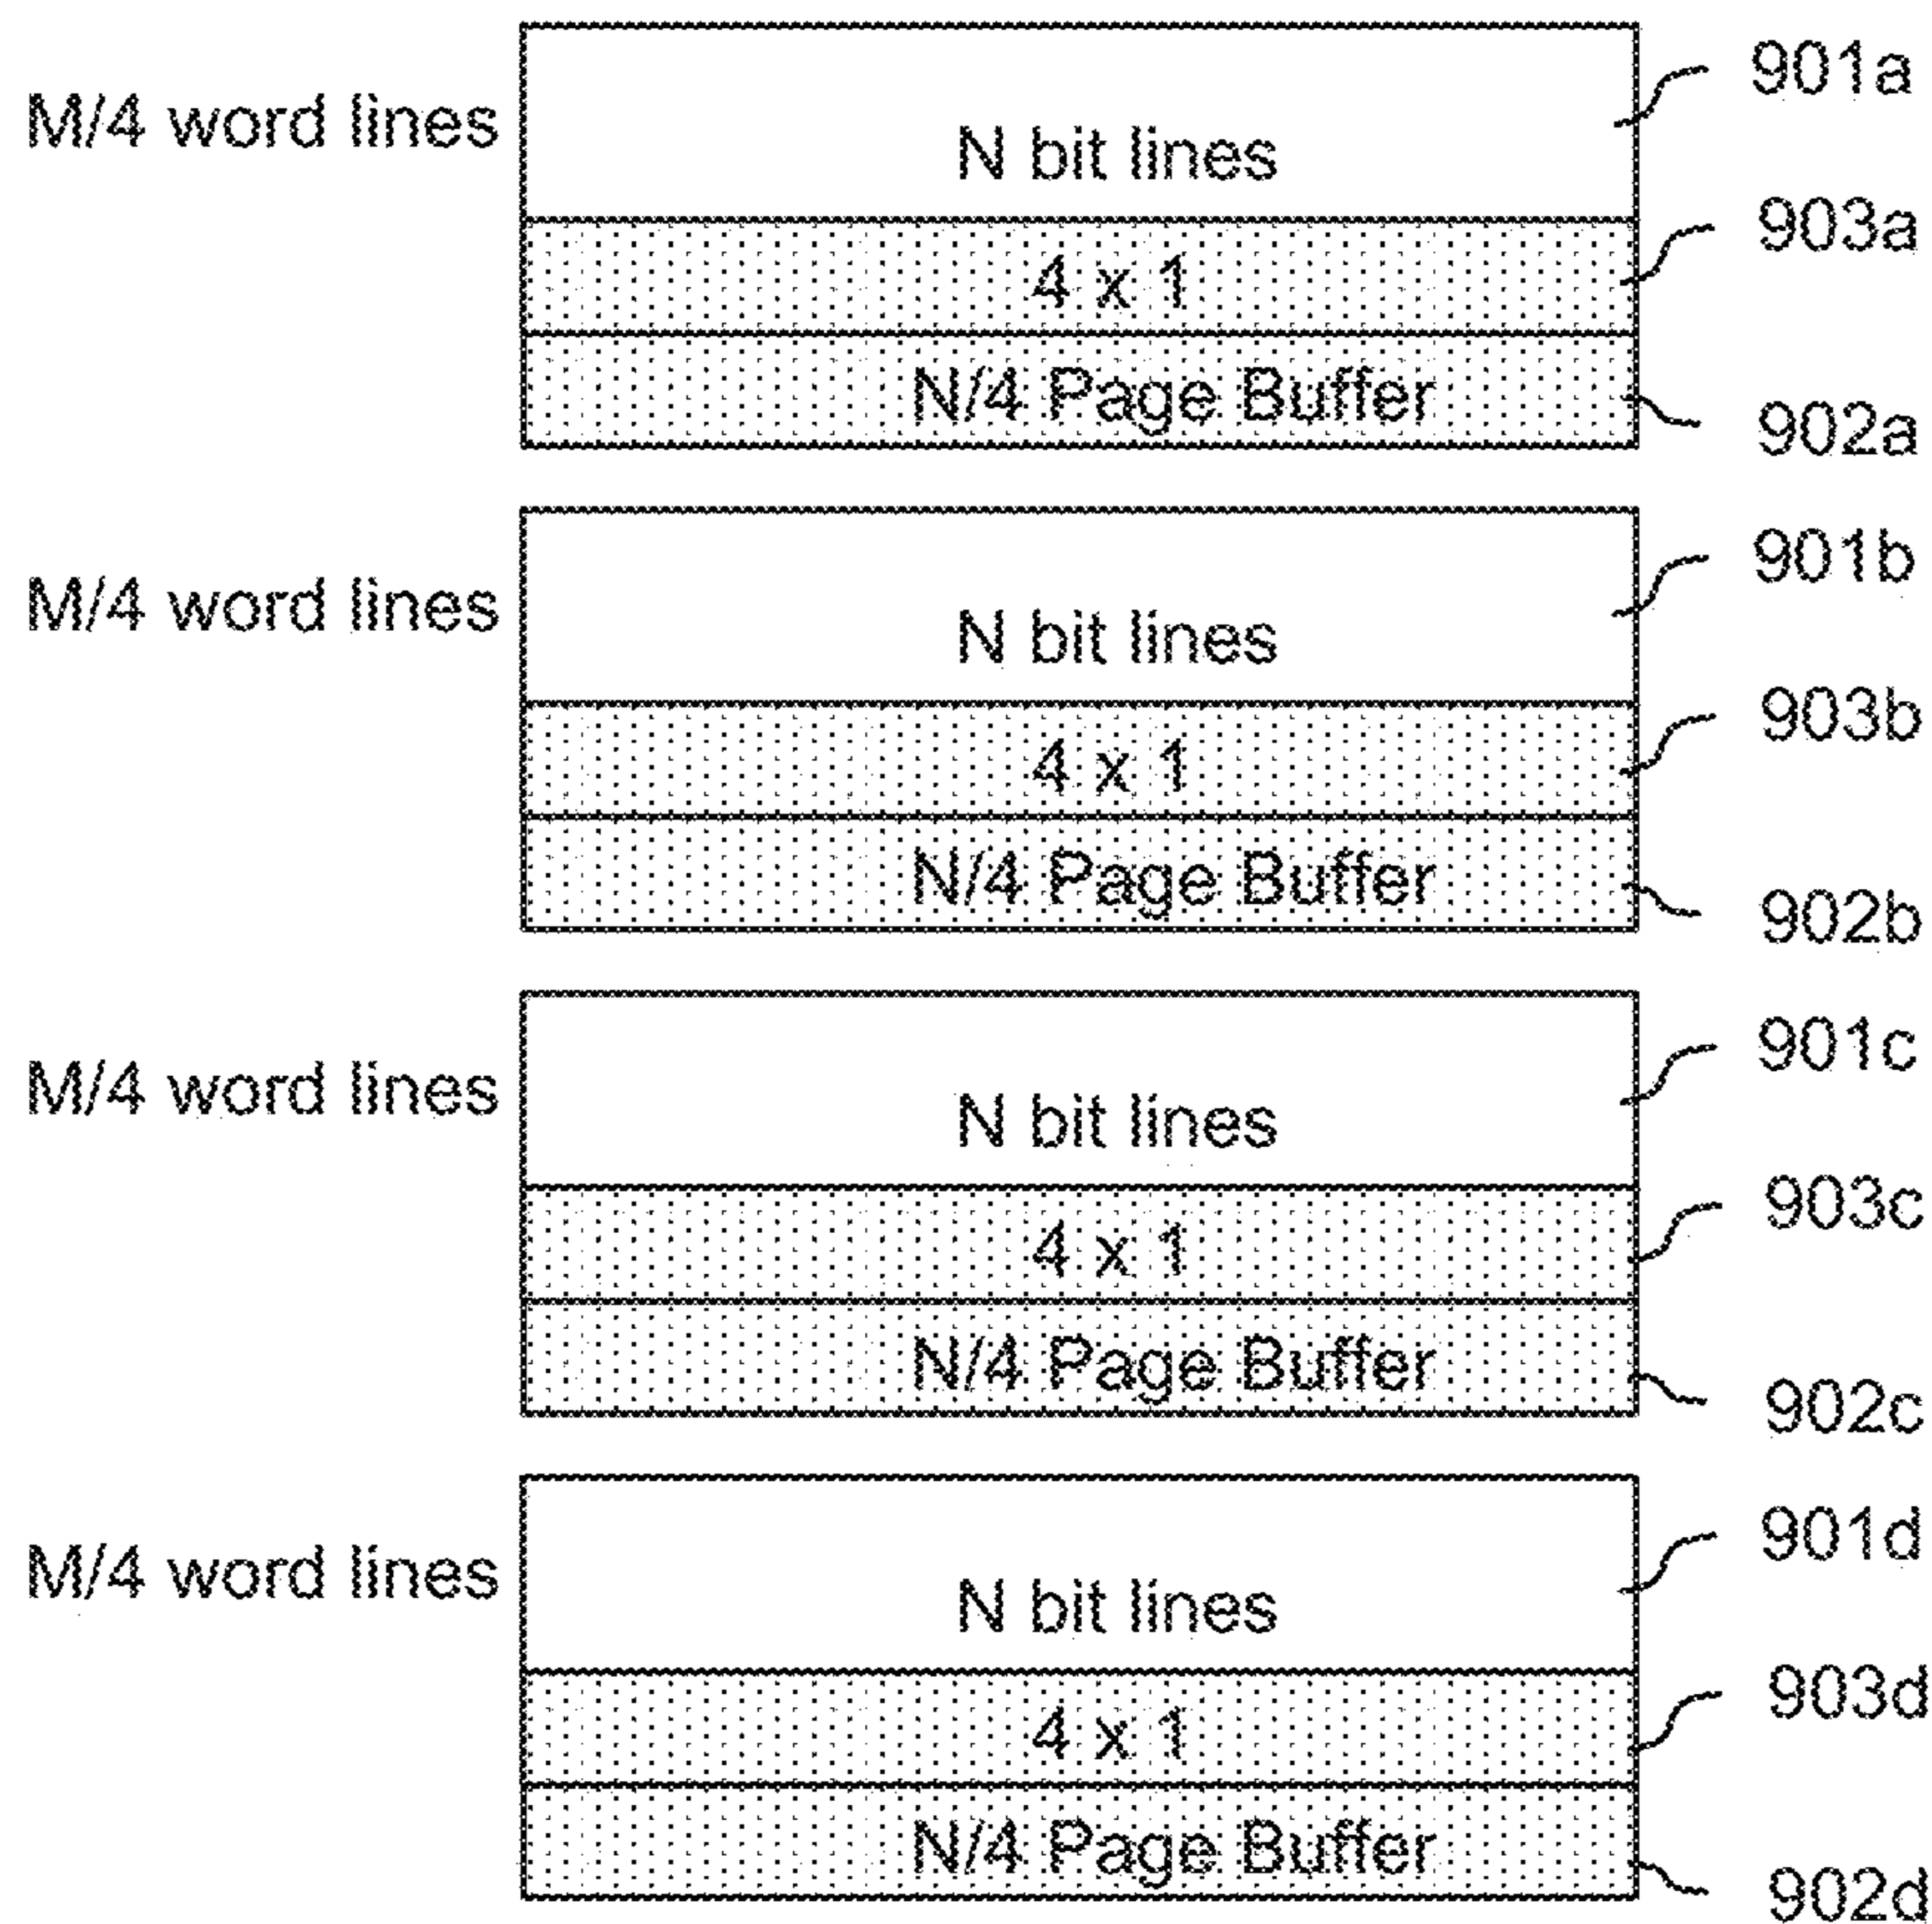 901a
M/4 word lines
N bit lines
903a
4 x 1
N/4 Page Buffer
902a
901b
M/4 word lines
N bit lines
903b
4 x 1
N/4 Page Buffer
902b
901c
M/4 word lines
N bit lines
903c
4 x 1
N/4 Page Buffer
902c
901d
M/4 word lines
N bit lines
903d
4 x 1
N/4 Page Buffer
902d